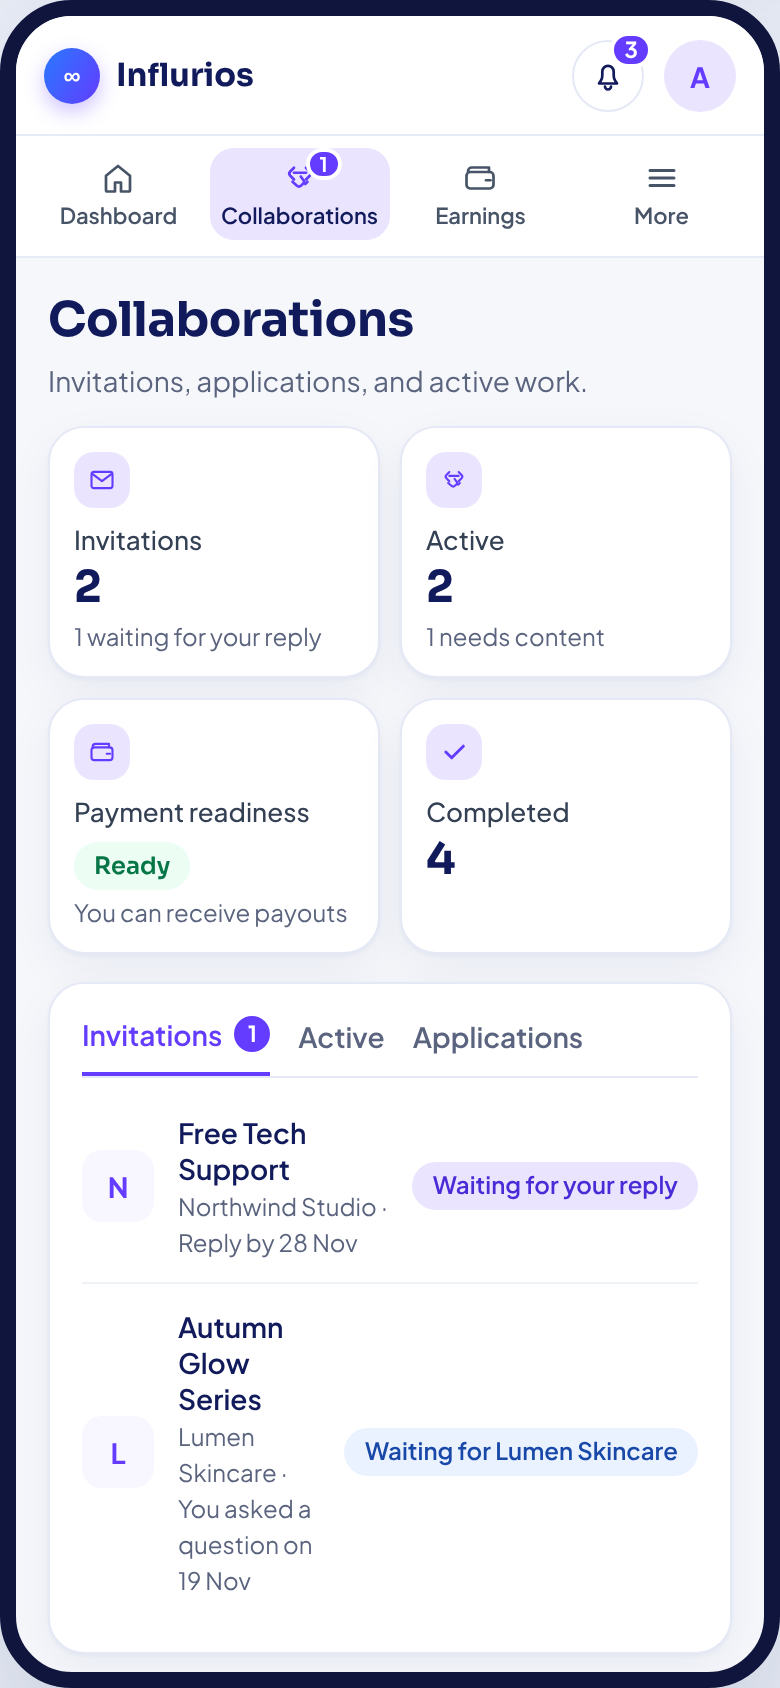 ∞ Influrios 3 A
1
Dashboard Collaborations Earnings More
Collaborations
Invitations, applications, and active work.
Invitations
2
1 waiting for your reply
Active
2
1 needs content
Payment readiness
Ready
You can receive payouts
Completed
4
Invitations 1 Active Applications
N
Free Tech
Support
Northwind Studio ·
Reply by 28 Nov
Waiting for your reply
L
Autumn
Glow
Series
Lumen
Skincare ·
You asked a
question on
19 Nov
Waiting for Lumen Skincare